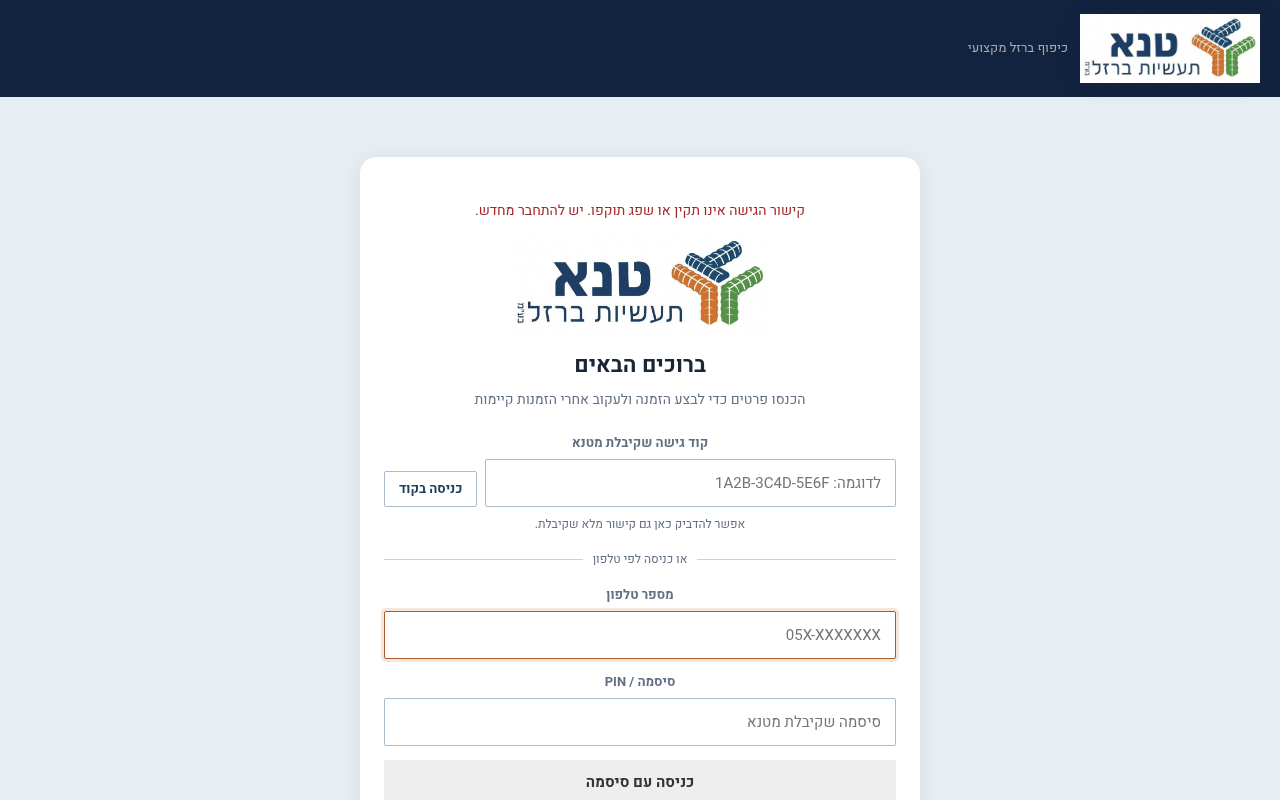 טנא
תעשיות ברזל בע"מ
כיפוף ברזל מקצועי
קישור הגישה אינו תקין או שפג תוקפו. יש להתחבר מחדש.
טנא
תעשיות ברזל בע"מ
ברוכים הבאים
הכנסו פרטים כדי לבצע הזמנה ולעקוב אחרי הזמנות קיימות
קוד גישה שקיבלת מטנא
לדוגמה: 1A2B-3C4D-5E6F
כניסה בקוד
אפשר להדביק כאן גם קישור מלא שקיבלת.
או כניסה לפי טלפון
מספר טלפון
05X-XXXXXXX
סיסמה / PIN
סיסמה שקיבלת מטנא
כניסה עם סיסמה